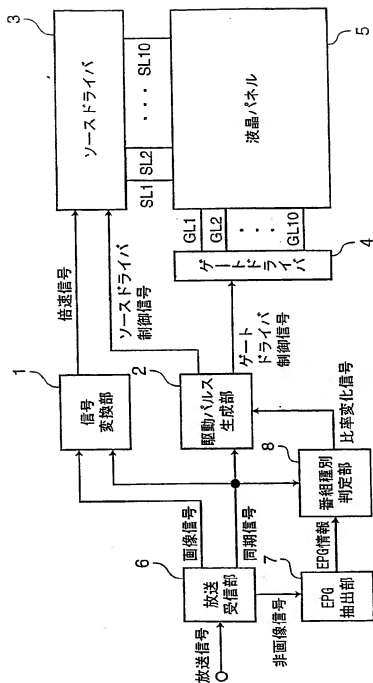 放送信号
6
放送
受信部
画像信号
同期信号
非画像信号
7
EPG
抽出部
EPG情報
8
番組種別
判定部
比率変化信号
1
信号
変換部
倍速信号
2
駆動パルス
生成部
ソースドライバ
制御信号
ゲート
ドライバ
制御信号
3
ソースドライバ
SL1
SL2
・・・
SL10
4
ゲートドライバ
GL1
GL2
・・・
GL10
5
液晶パネル